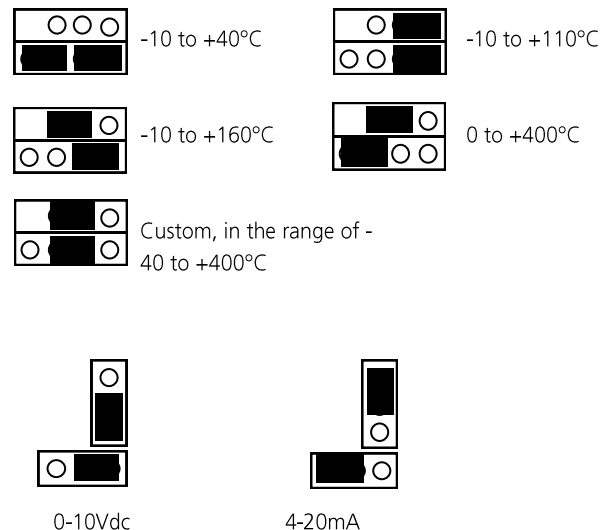 -10 to +40°C
-10 to +110°C
-10 to +160°C
0 to +400°C
Custom, in the range of -
40 to +400°C
0-10Vdc
4-20mA